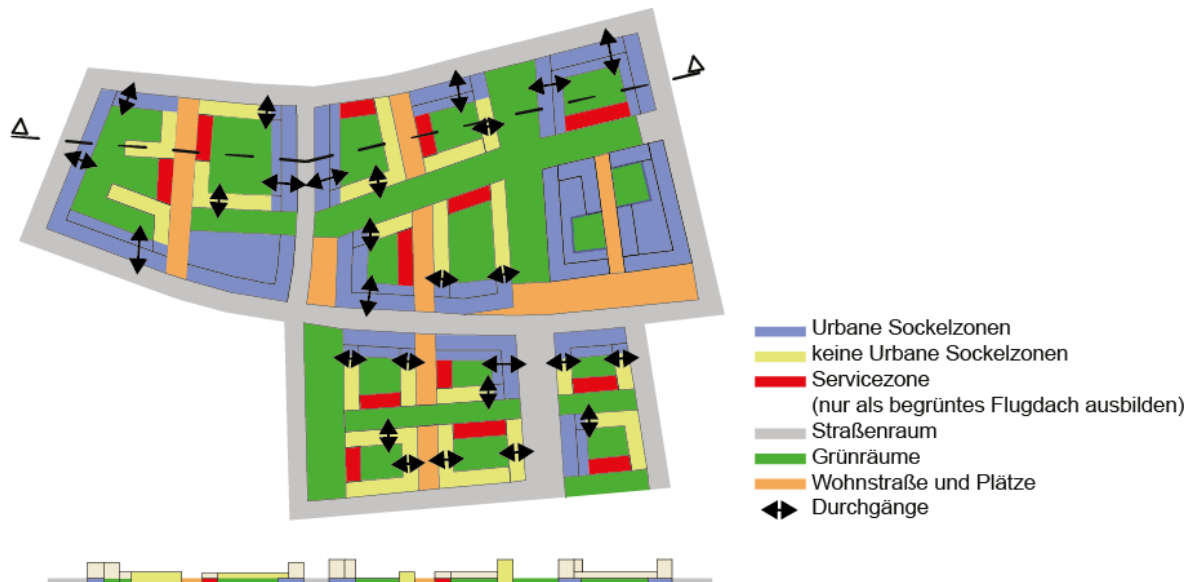 Urbane Sockelzonen
keine Urbane Sockelzonen
Servicezone
(nur als begrüntes Flugdach ausbilden)
Straßenraum
Grünräume
Wohnstraße und Plätze
Durchgänge